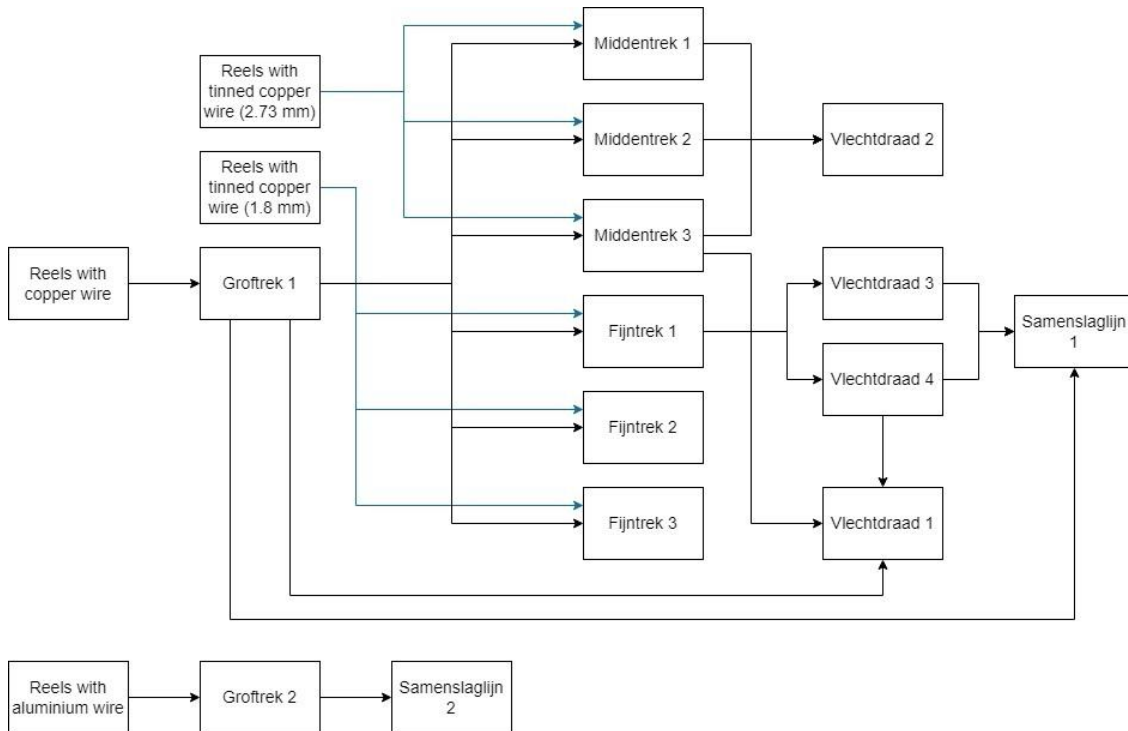 Middentrek 1
Reels with
tinned copper
wire (2.73 mm)
Middentrek 2
Vlechtdraad 2
Reels with
tinned copper
wire (1.8 mm)
Middentrek 3
Reels with
copper wire
Groftrek 1
Vlechtdraad 3
Fijntrek 1
Samenslaglijn
1
Vlechtdraad 4
Fijntrek 2
Fijntrek 3
Vlechtdraad 1
Reels with
aluminium wire
Groftrek 2
Samenslaglijn
2